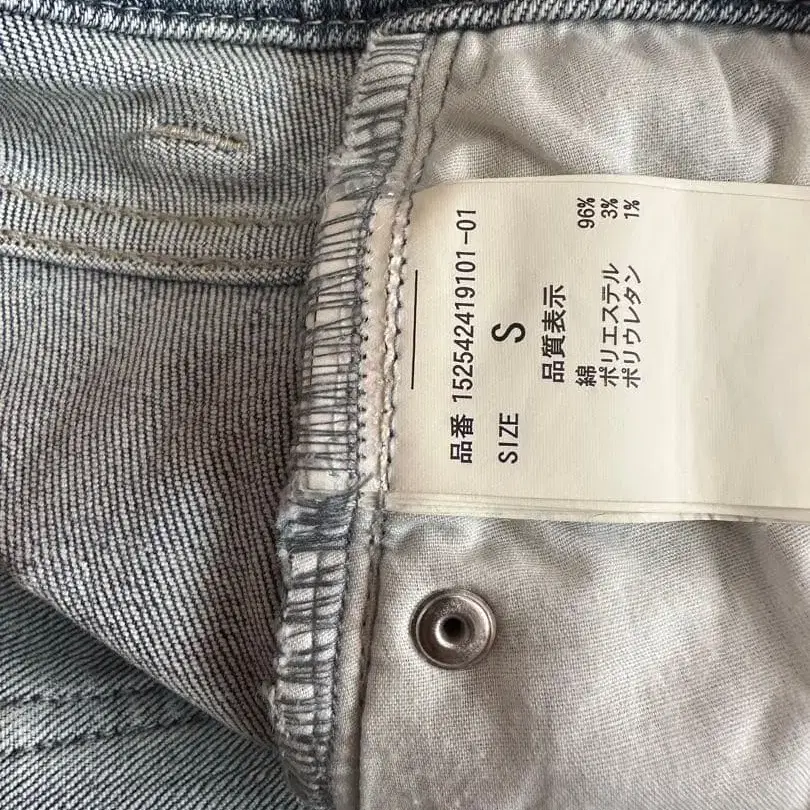 品番 152542419101-01
SIZE S
品質表示
綿 96%
ポリエステル 3%
ポリウレタン 1%